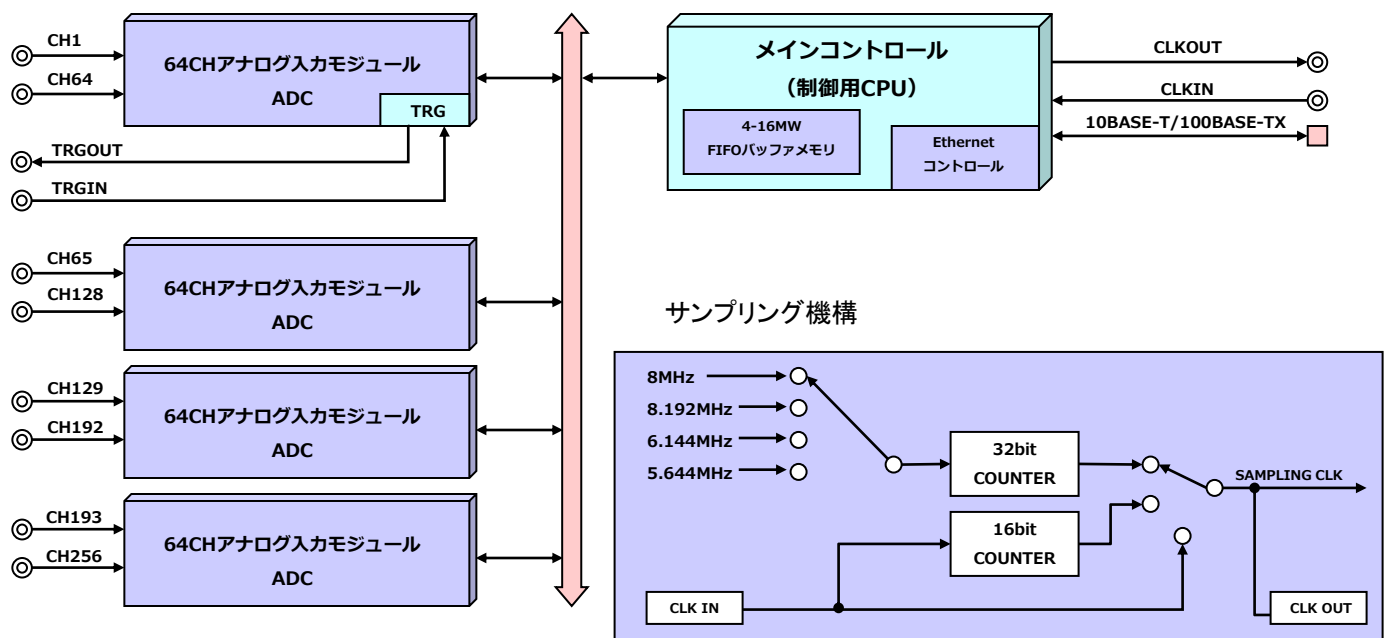 CH1
CH64
64CHアナログ入力モジュール
ADC
TRG
TRGOUT
TRGIN
メインコントロール
（制御用CPU）
4-16MW
FIFOバッファメモリ
Ethernet
コントロール
CLKOUT
CLKIN
10BASE-T/100BASE-TX
CH65
CH128
64CHアナログ入力モジュール
ADC
CH129
CH192
64CHアナログ入力モジュール
ADC
CH193
CH256
64CHアナログ入力モジュール
ADC
サンプリング機構
8MHz
8.192MHz
6.144MHz
5.644MHz
32bit
COUNTER
16bit
COUNTER
SAMPLING CLK
CLK IN
CLK OUT